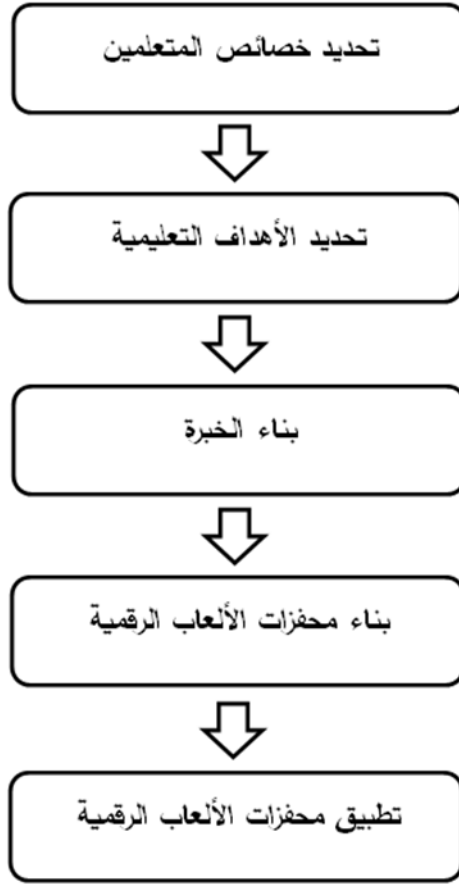 تحديد خصائص المتعلمين
تحديد الأهداف التعليمية
بناء الخبرة
بناء محفزات الألعاب الرقمية
تطبيق محفزات الألعاب الرقمية